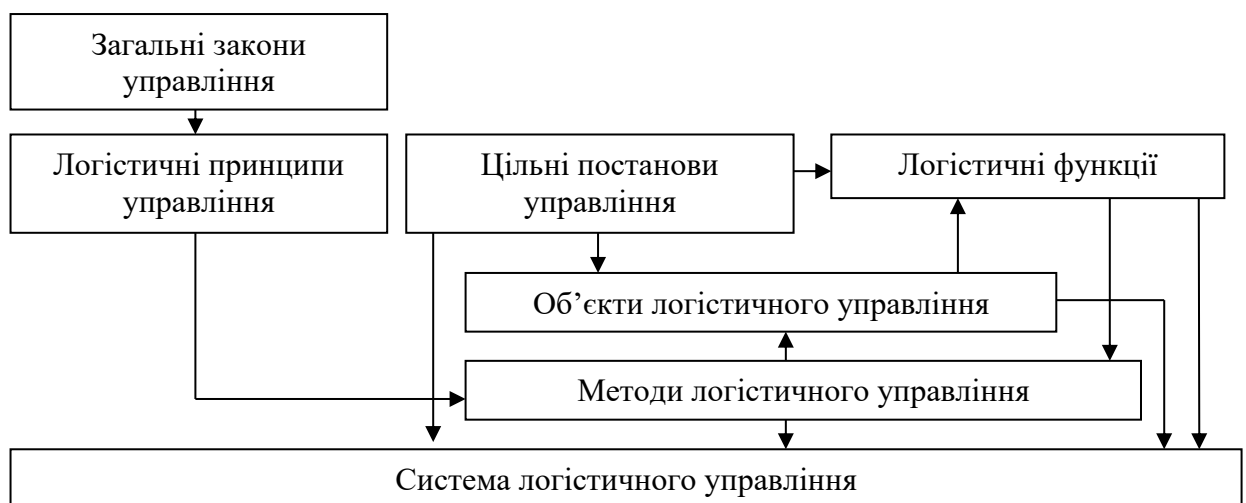 Загальні закони
управління
Логістичні принципи
управління
Цільні постанови
управління
Логістичні функції
Об’єкти логістичного управління
Методи логістичного управління
Система логістичного управління